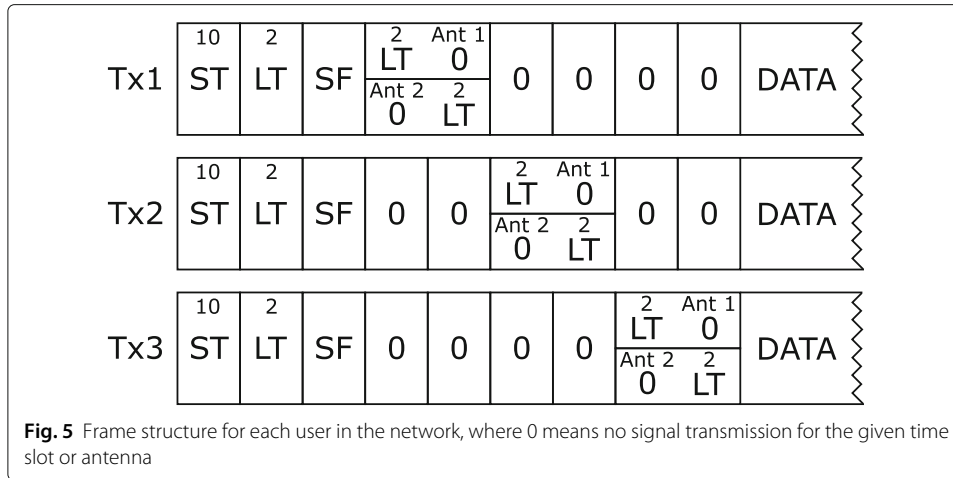 10 2 2 Ant 1
Tx1 ST LT SF LT 0 0 0 0 0 DATA
Ant 2 2
0 LT
10 2 2 Ant 1
Tx2 ST LT SF 0 0 LT 0 0 0 DATA
Ant 2 2
0 LT
10 2 2 Ant 1
Tx3 ST LT SF 0 0 0 0 LT 0 DATA
Ant 2 2
0 LT
Fig. 5 Frame structure for each user in the network, where 0 means no signal transmission for the given time
slot or antenna